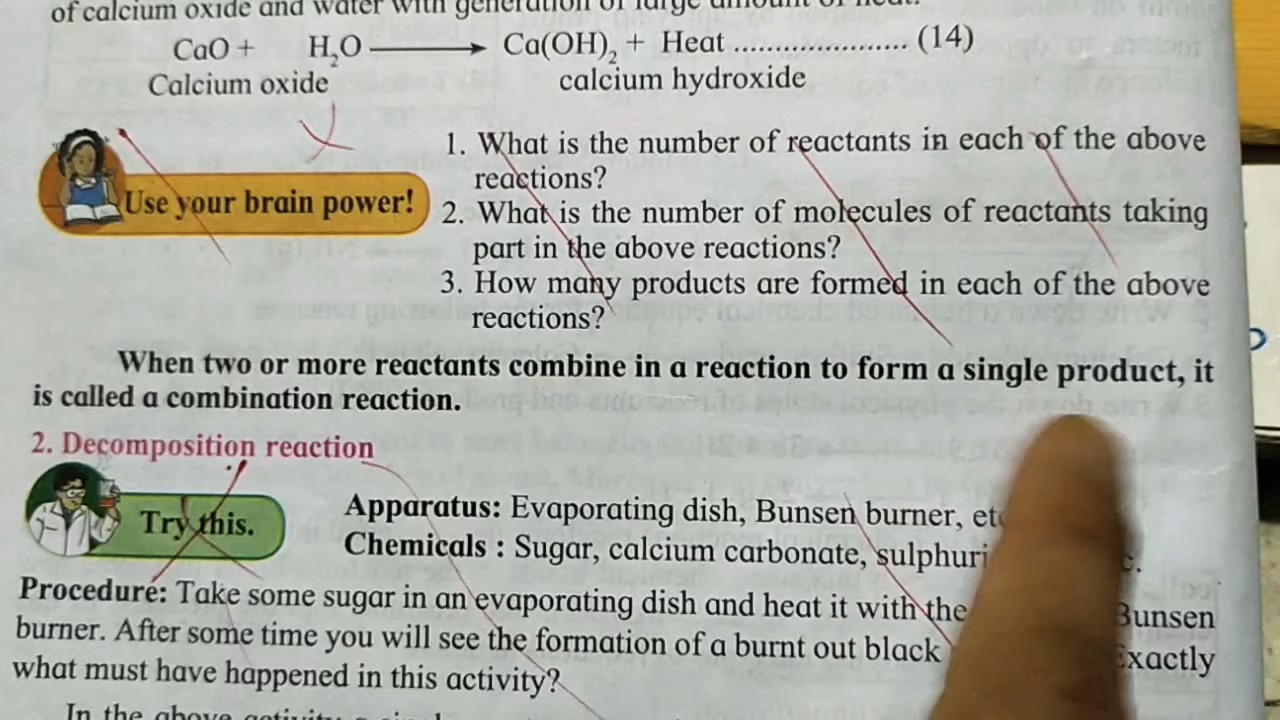 of calcium oxide and water with generation of large amount of heat.
CaO + H₂O ⟶ Ca(OH)₂ + Heat ..................... (14)
Calcium oxide calcium hydroxide
Use your brain power!
1. What is the number of reactants in each of the above
reactions?
2. What is the number of molecules of reactants taking
part in the above reactions?
3. How many products are formed in each of the above
reactions?
When two or more reactants combine in a reaction to form a single product, it
is called a combination reaction.
2. Decomposition reaction
Try this.
Apparatus: Evaporating dish, Bunsen burner,
Chemicals : Sugar, calcium carbonate,
Procedure: Take some sugar in an evaporating dish and heat it with the Bunsen
burner. After some time you will see the formation of a burnt out black Exactly
what must have happened in this activity?
In the above activity